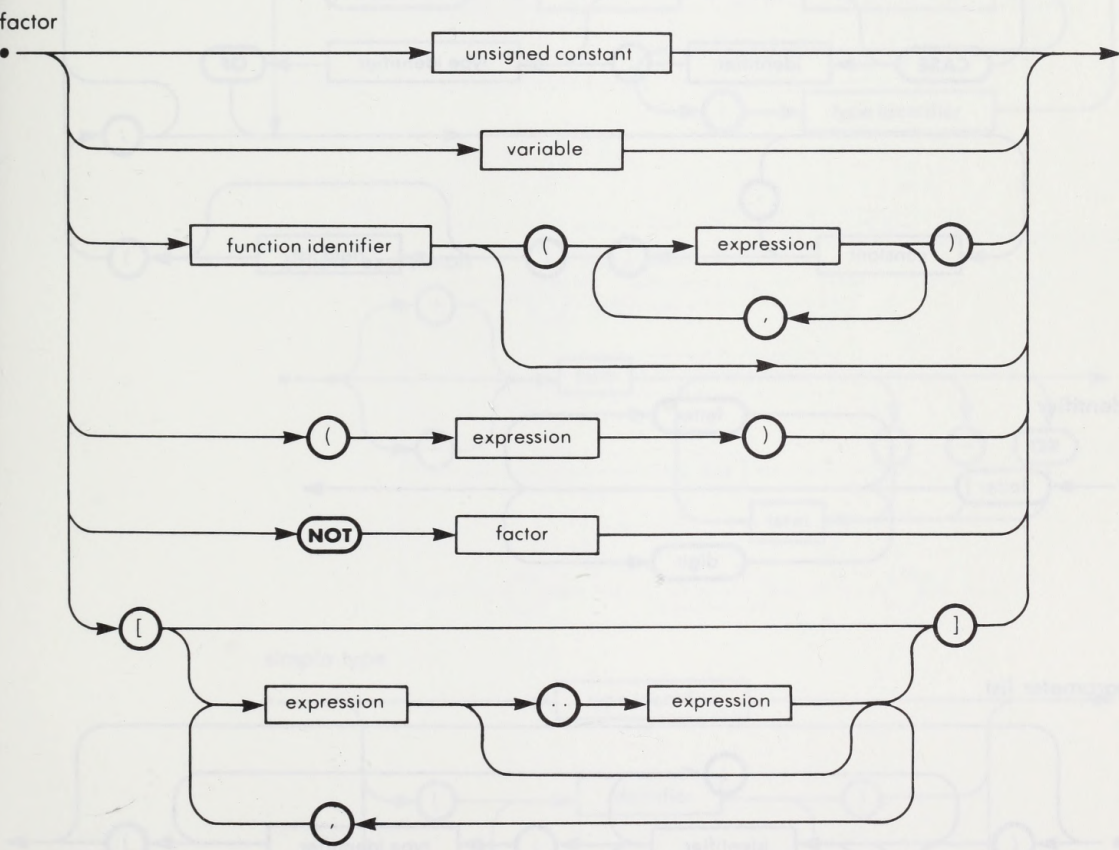 factor
unsigned constant
variable
function identifier ( expression )
,
( expression )
NOT factor
[ ]
expression .. expression
,